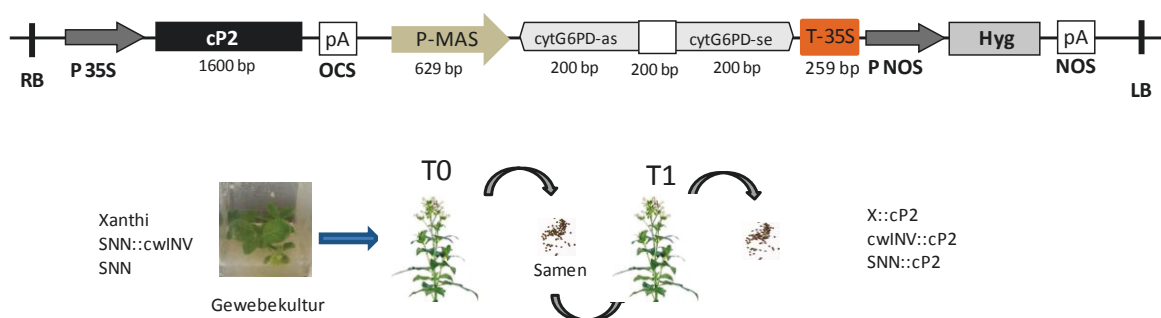 cP2
pA
P-MAS
cytG6PD-as
cytG6PD-se
T-35S
Hyg
pA
RB
P 35S
1600 bp
OCS
629 bp
200 bp
200 bp
200 bp
259 bp
P NOS
NOS
LB
T0
T1
Xanthi
SNN::cwINV
SNN
Samen
X::cP2
cwINV::cP2
SNN::cP2
Gewebekultur